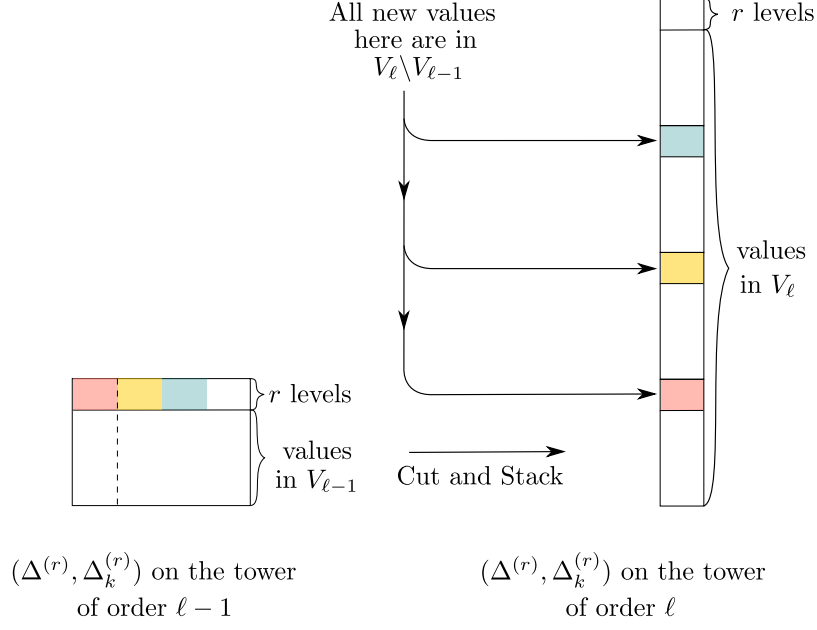 All new values
here are in
V_ℓ\V_{ℓ−1}
r levels
values
in V_ℓ
r levels
values
in V_{ℓ−1}
Cut and Stack
(Δ^{(r)}, Δ_k^{(r)}) on the tower
of order ℓ − 1
(Δ^{(r)}, Δ_k^{(r)}) on the tower
of order ℓ